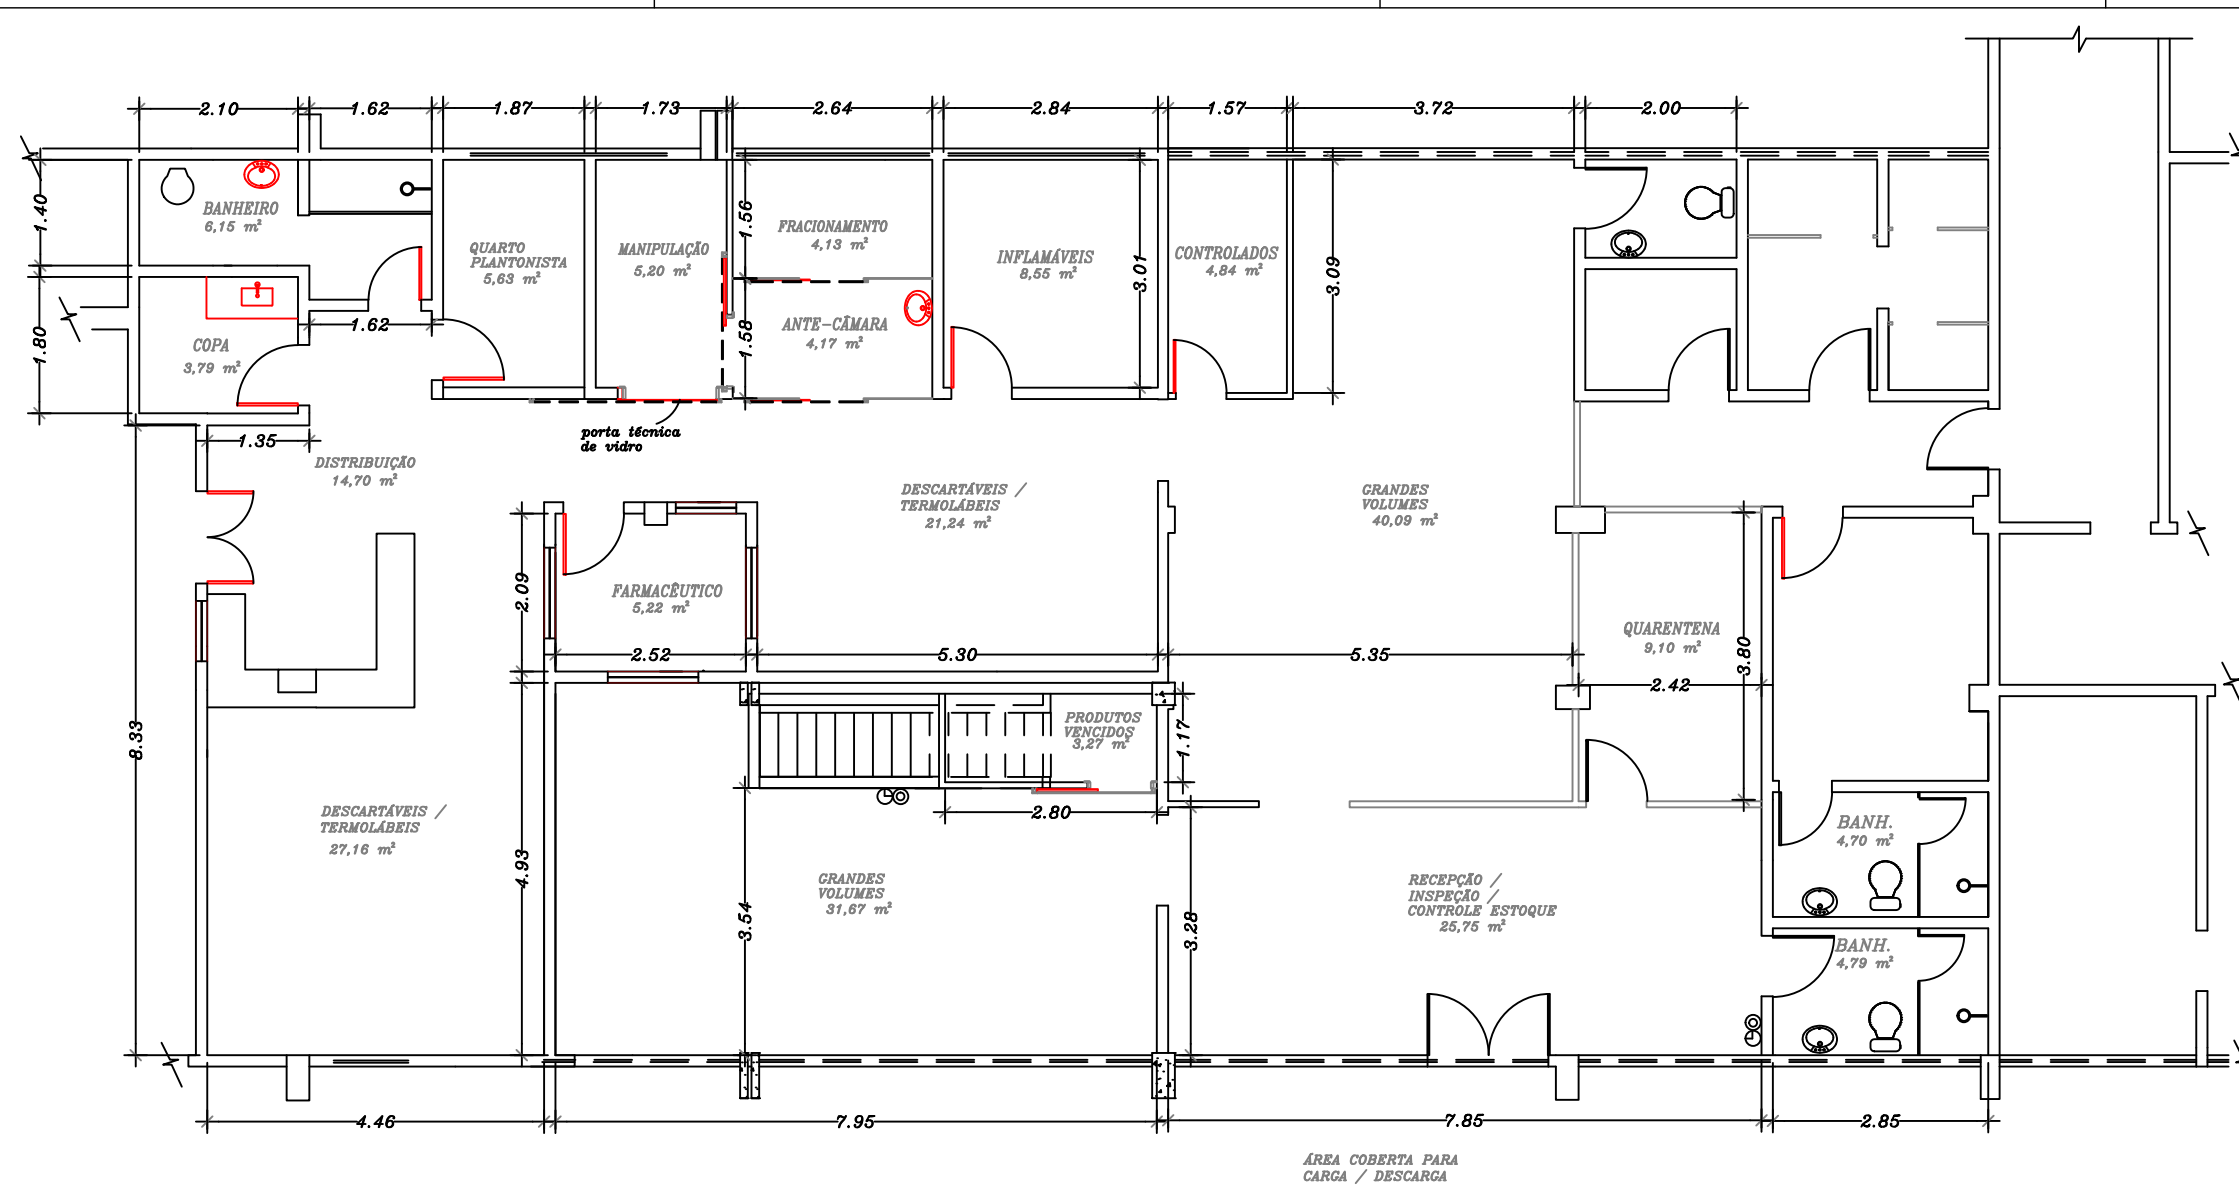 2.10
1.62
1.87
1.73
2.64
2.84
1.57
3.72
2.00
1.40
BANHEIRO
6,15 m²
QUARTO
PLANTONISTA
5,63 m²
MANIPULAÇÃO
5,20 m²
1.56
FRACIONAMENTO
4,13 m²
INFLAMÁVEIS
8,55 m²
3.01
CONTROLADOS
4,84 m²
3.09
1.80
COPA
3,79 m²
1.62
1.58
ANTE-CÂMARA
4,17 m²
porta técnica
de vidro
1.35
DISTRIBUIÇÃO
14,70 m²
DESCARTÁVEIS /
TERMOLÁBEIS
21,24 m²
GRANDES
VOLUMES
40,09 m²
2.09
FARMACÊUTICO
5,22 m²
QUARENTENA
9,10 m²
3.80
2.52
5.30
5.35
2.42
8.33
PRODUTOS
VENCIDOS
3,27 m²
1.17
2.80
DESCARTÁVEIS /
TERMOLÁBEIS
27,16 m²
4.93
3.54
GRANDES
VOLUMES
31,67 m²
3.28
RECEPÇÃO /
INSPEÇÃO /
CONTROLE ESTOQUE
25,75 m²
BANH.
4,70 m²
BANH.
4,79 m²
4.46
7.95
7.85
2.85
ÁREA COBERTA PARA
CARGA / DESCARGA